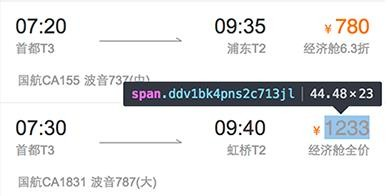 07:20 09:35 ¥ 780
首都T3 浦东T2 经济舱6.3折
国航CA155 波音737(中)
span.ddv1bk4pns2c713jl 44.48×23
07:30 09:40 ¥ 1233
首都T3 虹桥T2 经济舱全价
国航CA1831 波音787(大)